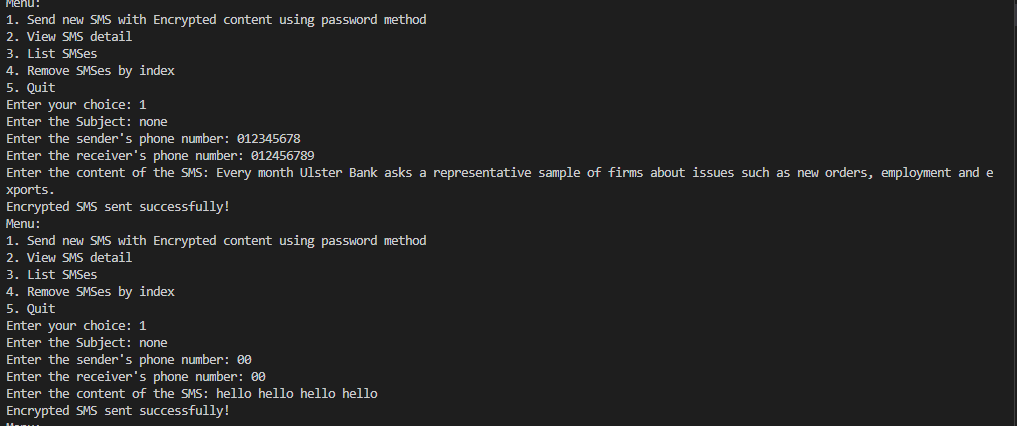 Menu:
1. Send new SMS with Encrypted content using password method
2. View SMS detail
3. List SMSes
4. Remove SMSes by index
5. Quit
Enter your choice: 1
Enter the Subject: none
Enter the sender's phone number: 012345678
Enter the receiver's phone number: 012456789
Enter the content of the SMS: Every month Ulster Bank asks a representative sample of firms about issues such as new orders, employment and e
xports.
Encrypted SMS sent successfully!
Menu:
1. Send new SMS with Encrypted content using password method
2. View SMS detail
3. List SMSes
4. Remove SMSes by index
5. Quit
Enter your choice: 1
Enter the Subject: none
Enter the sender's phone number: 00
Enter the receiver's phone number: 00
Enter the content of the SMS: hello hello hello hello
Encrypted SMS sent successfully!
Menu: